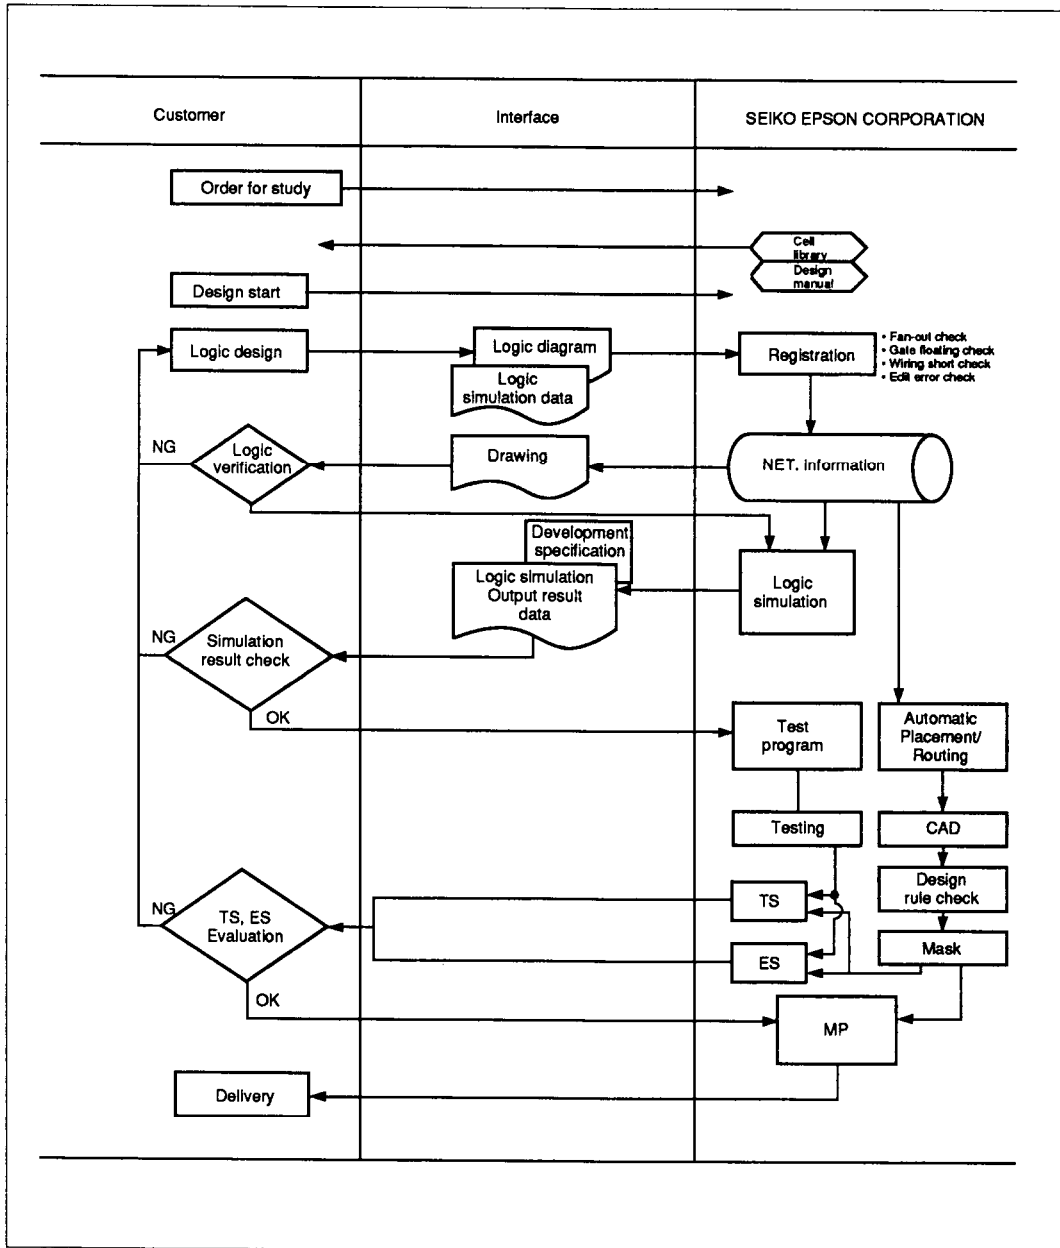 Customer
Interface
SEIKO EPSON CORPORATION
Order for study
Cell
library
Design
manual
Design start
Logic design
Logic diagram
Logic
simulation data
Registration
• Fan-out check
• Gate floating check
• Wiring short check
• Edit error check
NG
Logic
verification
Drawing
NET. Information
Development
specification
Logic simulation
Output result
data
Logic
simulation
NG
Simulation
result check
OK
Test
program
Automatic
Placement/
Routing
Testing
CAD
NG
TS, ES
Evaluation
TS
Design
rule check
ES
Mask
OK
MP
Delivery